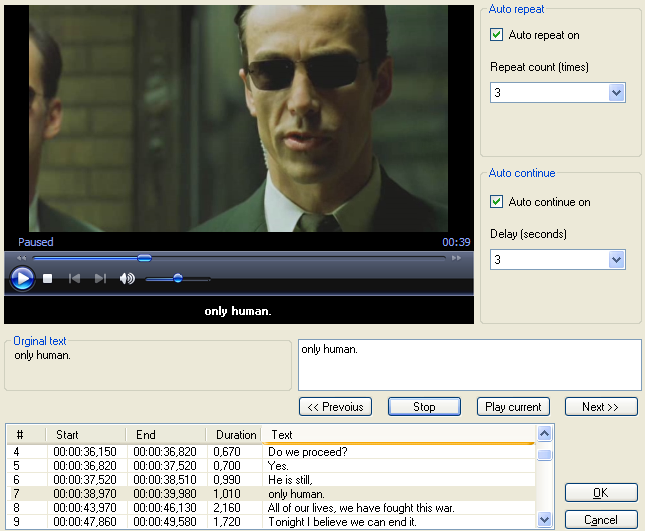 Auto repeat
Auto repeat on
Repeat count (times)
3
Auto continue
Auto continue on
Delay (seconds)
3
Paused 00:39
only human.
Orginal text
only human.
only human.
<< Prevoius Stop Play current Next >>
# Start End Duration Text
4 00:00:36,150 00:00:36,820 0,670 Do we proceed?
5 00:00:36,820 00:00:37,520 0,700 Yes.
6 00:00:37,520 00:00:38,510 0,990 He is still,
7 00:00:38,970 00:00:39,980 1,010 only human.
8 00:00:43,970 00:00:46,130 2,160 All of our lives, we have fought this war.
9 00:00:47,860 00:00:49,580 1,720 Tonight I believe we can end it.
OK
Cancel